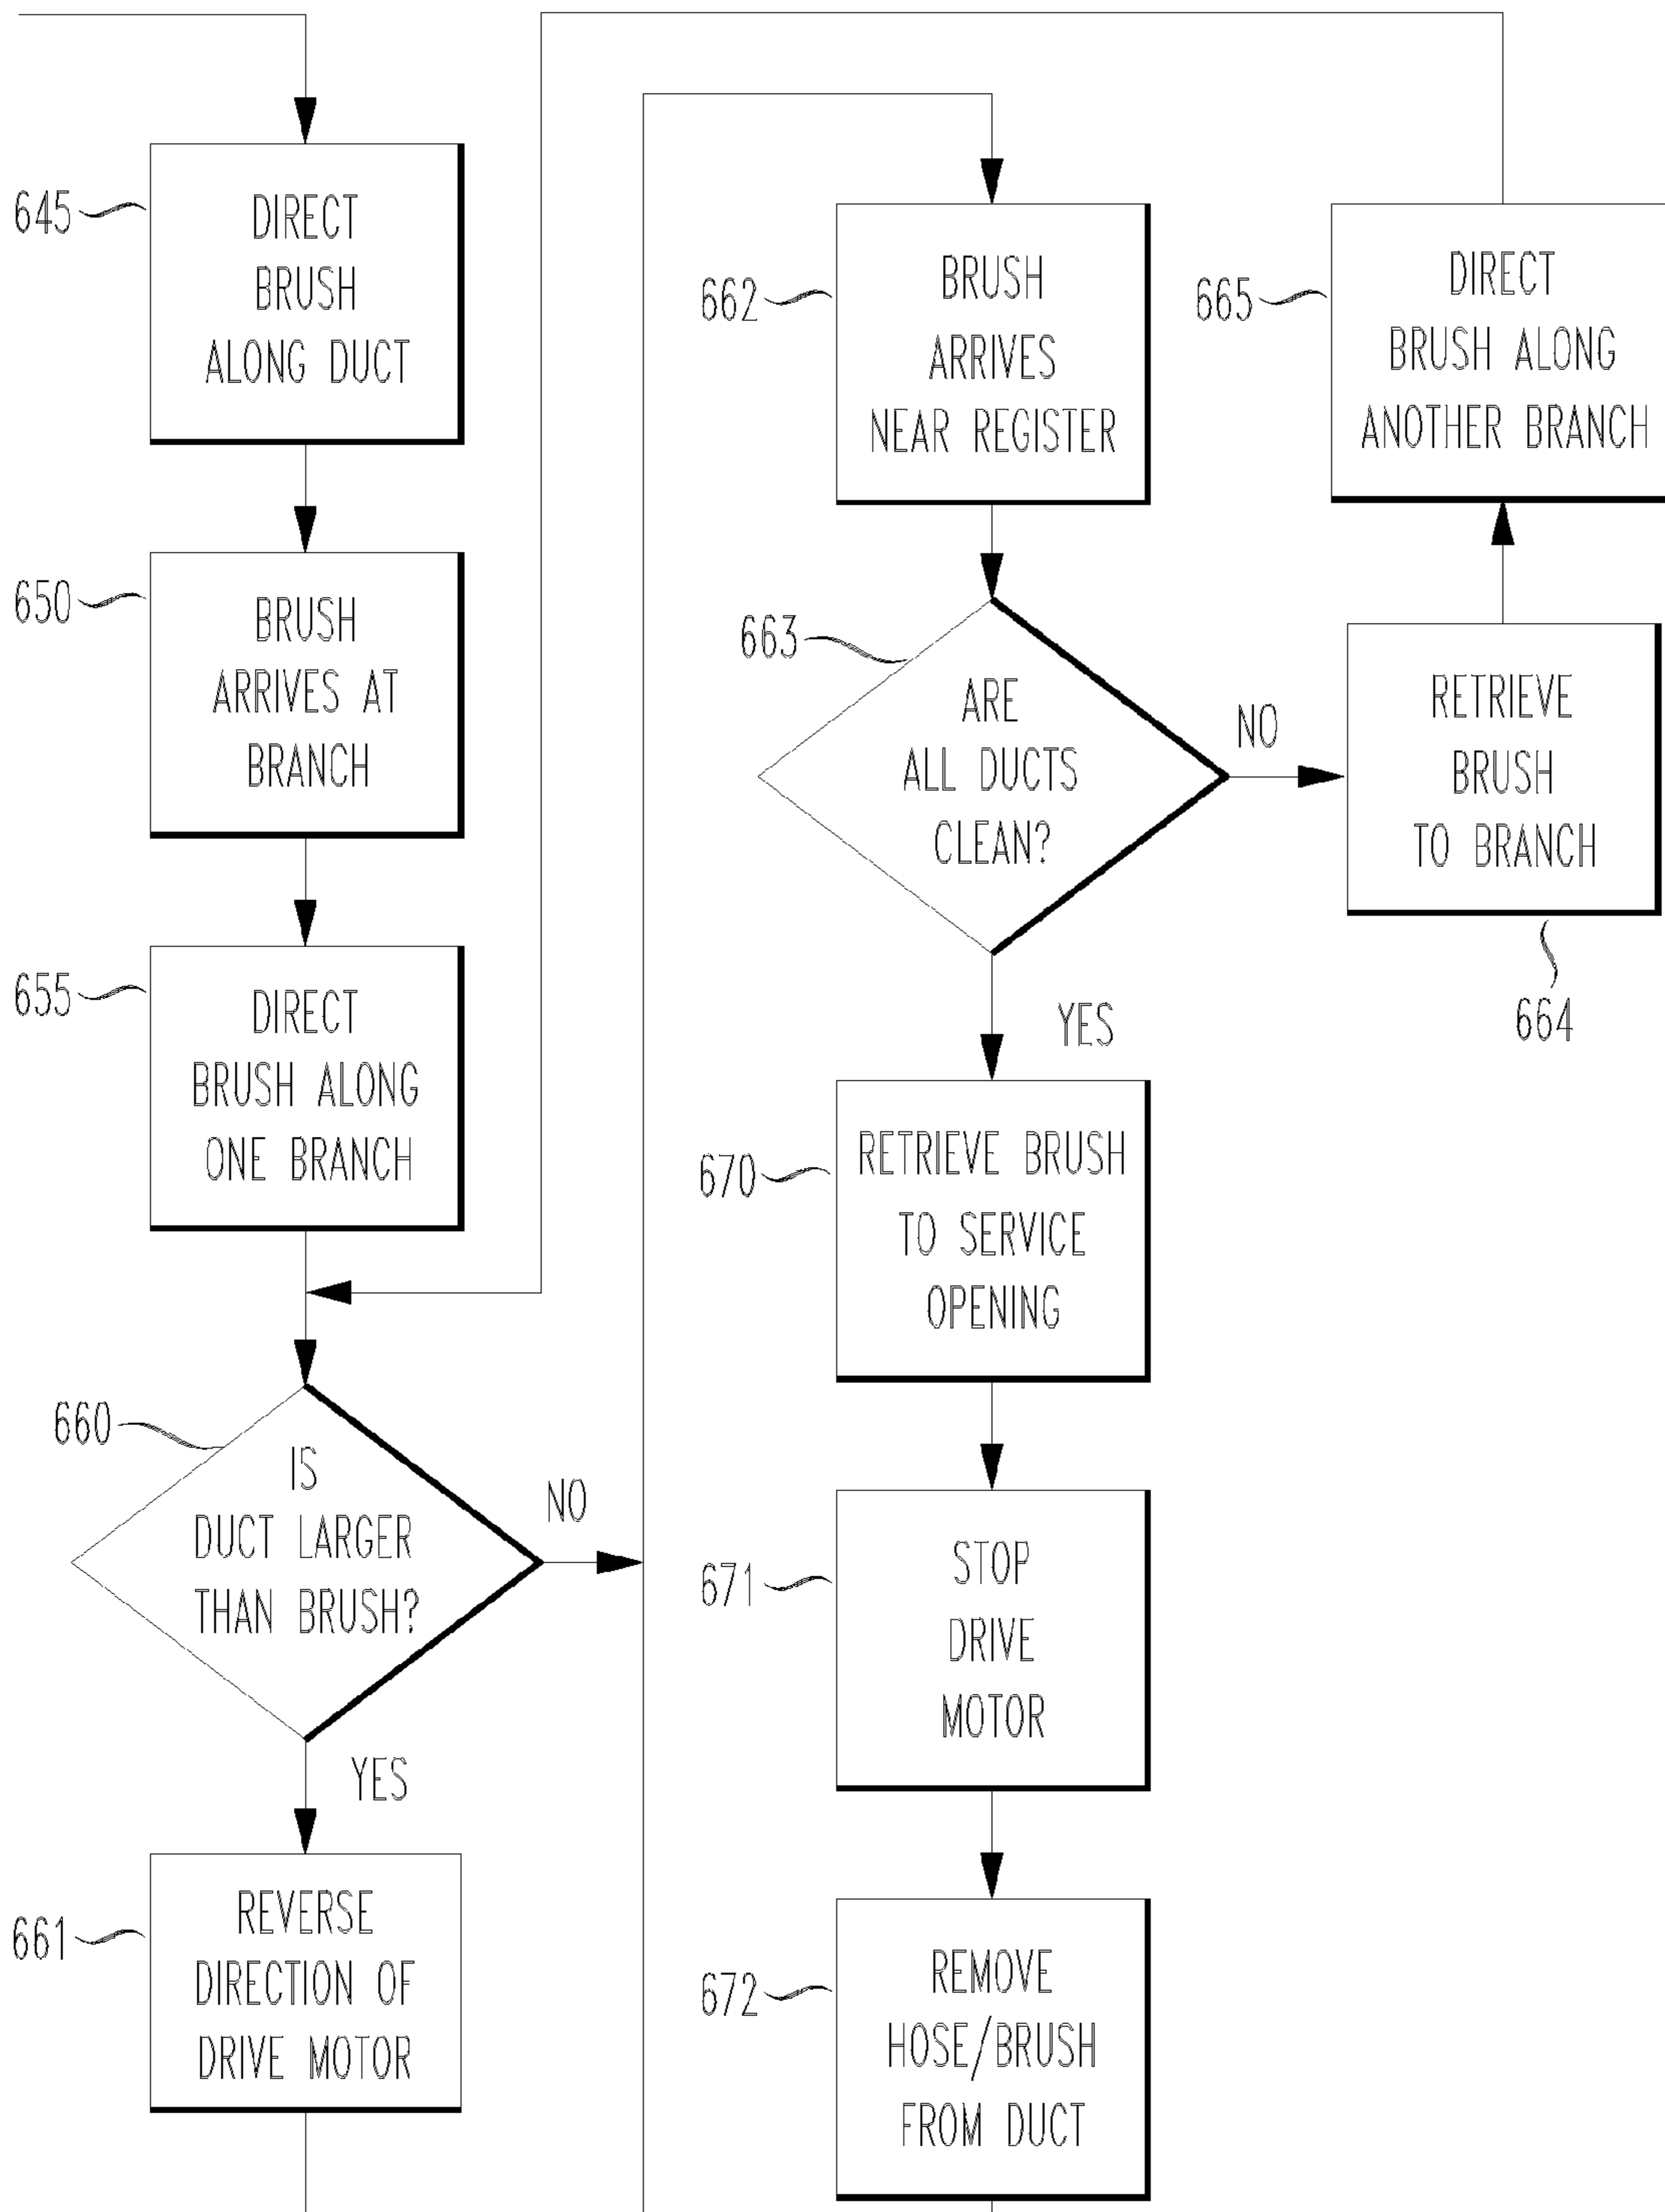 645
DIRECT
BRUSH
ALONG DUCT
650
BRUSH
ARRIVES AT
BRANCH
655
DIRECT
BRUSH ALONG
ONE BRANCH
660
IS
DUCT LARGER
THAN BRUSH?
NO
YES
661
REVERSE
DIRECTION OF
DRIVE MOTOR
662
BRUSH
ARRIVES
NEAR REGISTER
663
ARE
ALL DUCTS
CLEAN?
NO
YES
664
RETRIEVE
BRUSH
TO BRANCH
665
DIRECT
BRUSH ALONG
ANOTHER BRANCH
670
RETRIEVE BRUSH
TO SERVICE
OPENING
671
STOP
DRIVE
MOTOR
672
REMOVE
HOSE/BRUSH
FROM DUCT